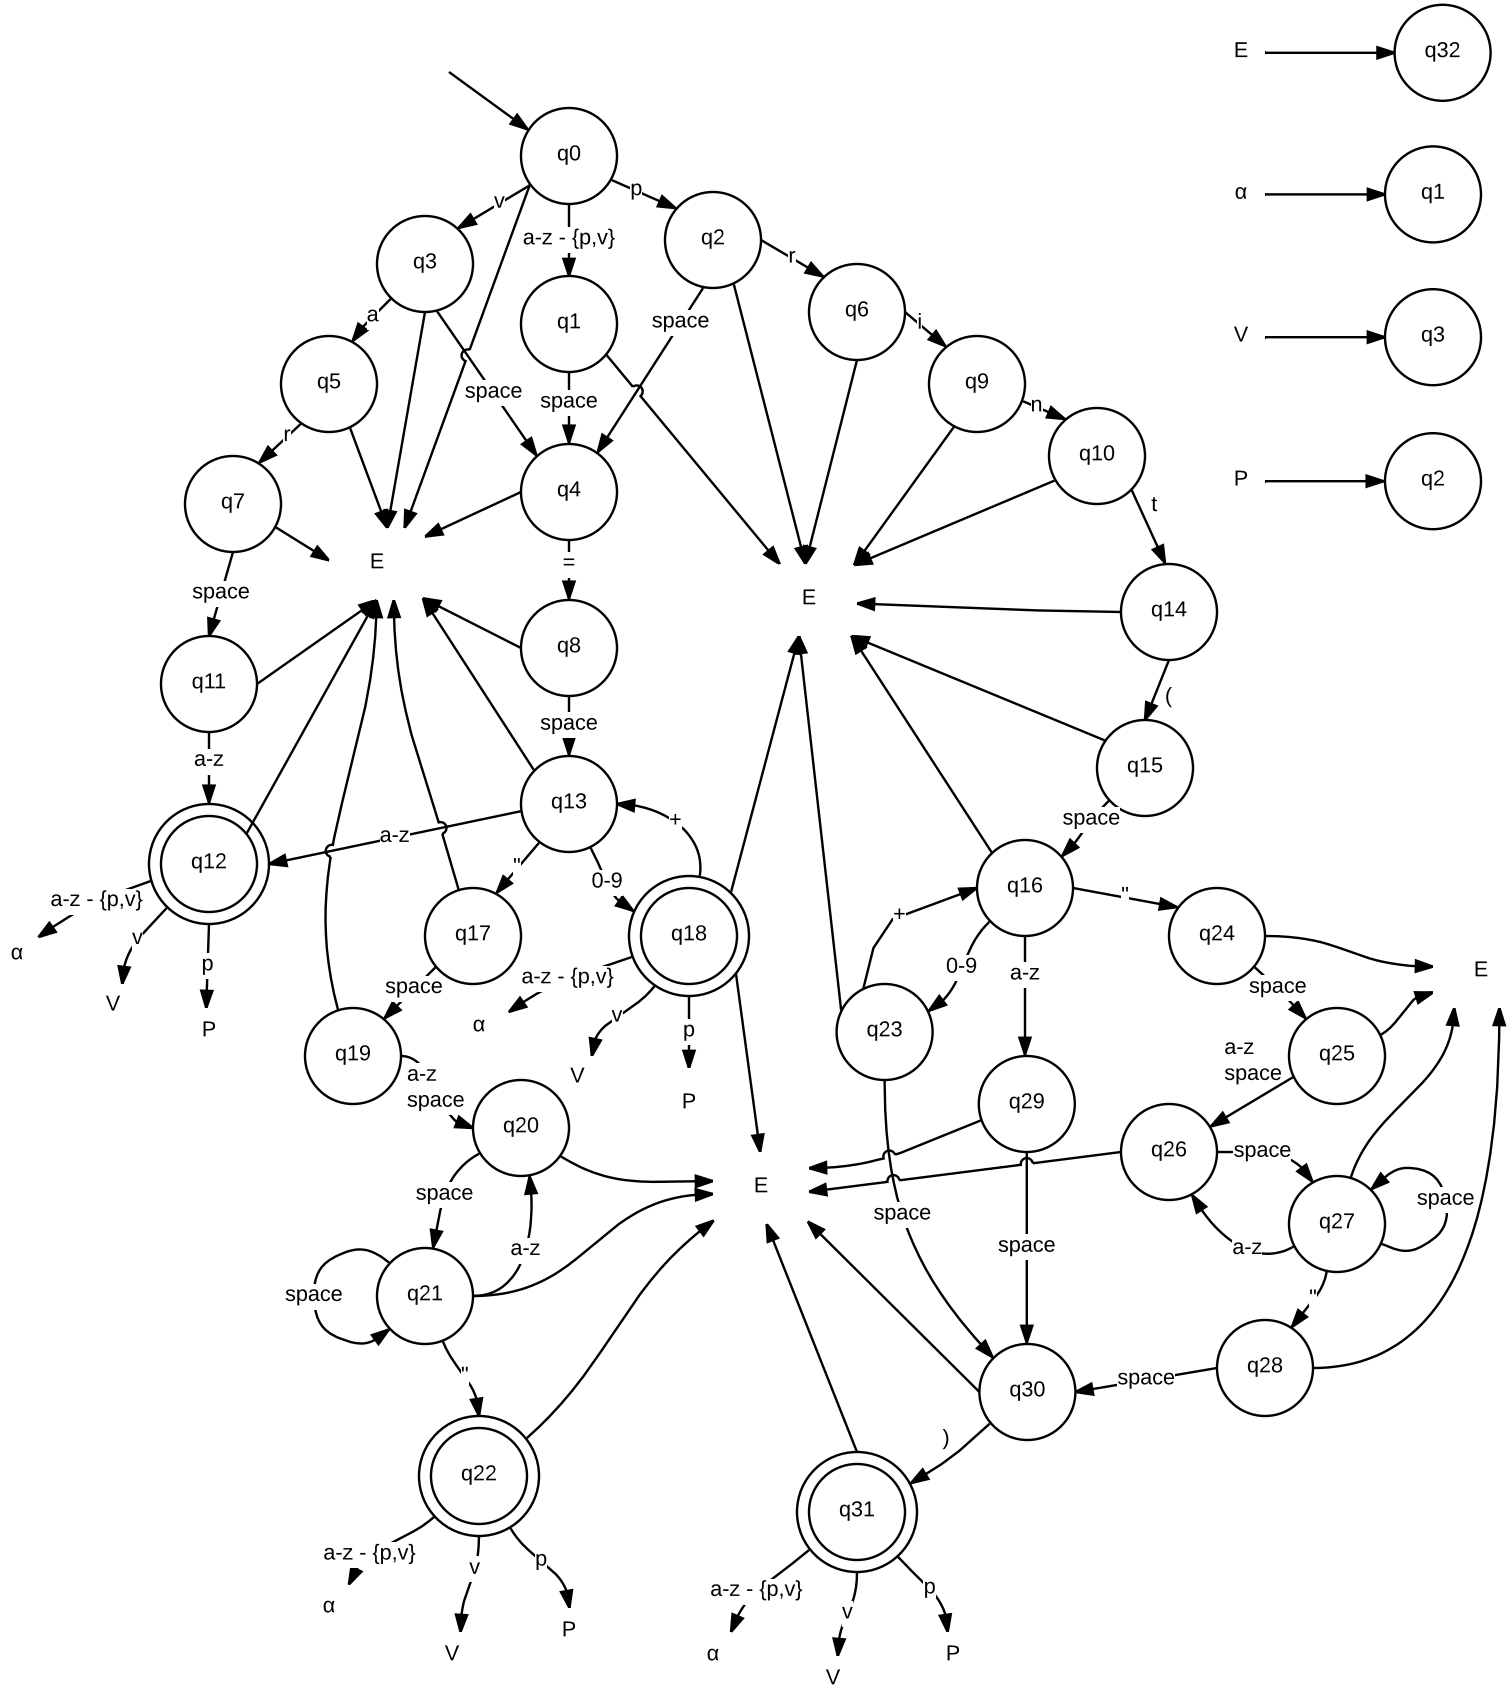 E
q32
q0
α
q1
v
p
a-z - {p,v}
q2
q3
r
q6
a
q1
space
i
V
q3
q5
space
space
q9
n
r
q10
q7
q4
P
q2
t
E
=
space
E
q14
q11
q8
(
space
a-z
q15
q13
+
space
a-z
q12
"
0-9
q16
"
a-z - {p,v}
+
v
q17
q18
q24
α
p
0-9
a-z
E
V
space
a-z - {p,v}
space
P
α
v
p
q23
q19
a-z
space
V
P
a-z
space
q25
q20
q29
space
E
q26
space
space
a-z
space
space
q27
space
a-z
space
q21
"
"
q28
space
q30
)
q22
q31
a-z - {p,v}
v
p
α
P
V
a-z - {p,v}
v
p
α
P
V